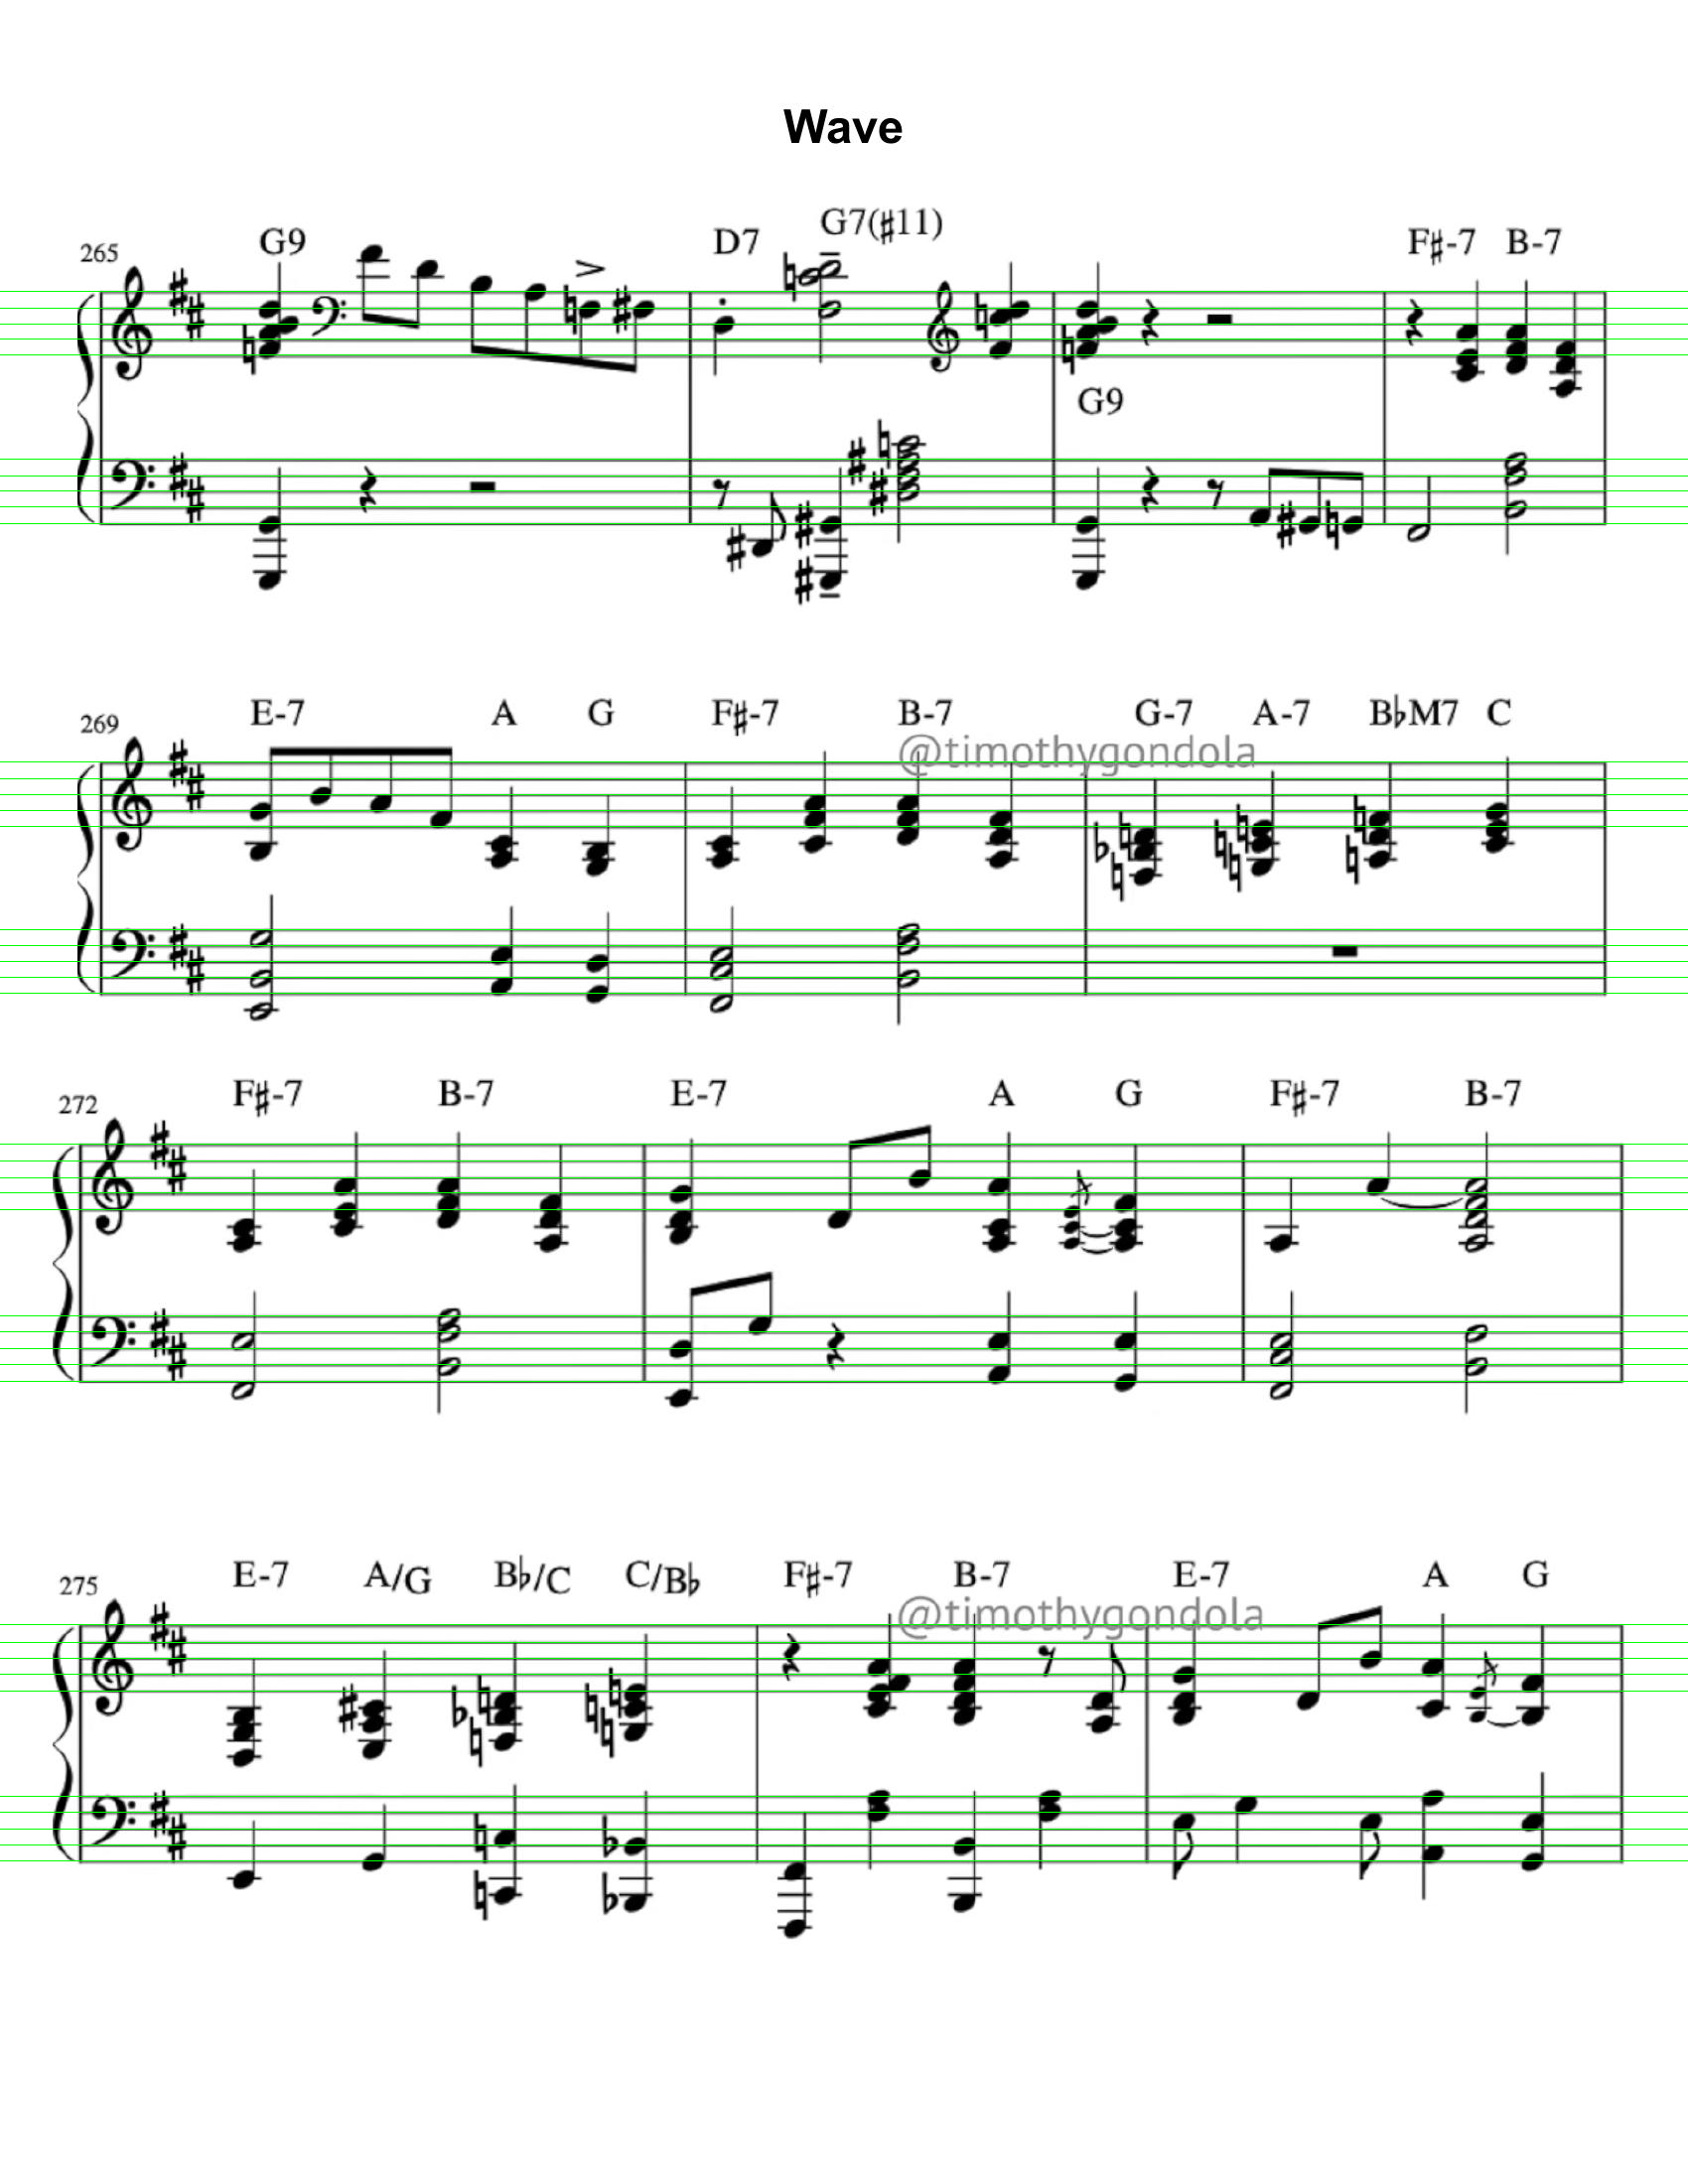 Wave
265 G9 D7 G7(♯11) F♯-7 B-7
G9
269 E-7 A G F♯-7 B-7 G-7 A-7 B♭M7 C
@timothygondola
272 F♯-7 B-7 E-7 A G F♯-7 B-7
275 E-7 A/G B♭/C C/B♭ F♯-7 B-7 E-7 A G
@timothygondola